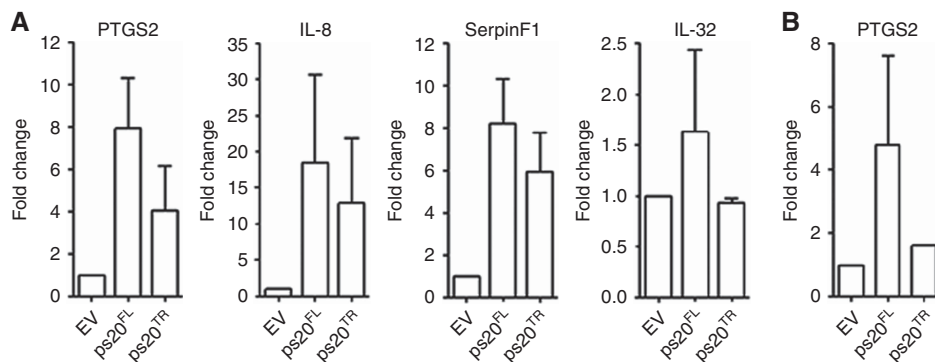 A
PTGS2
Fold change
12
10
8
6
4
2
0
EV
ps20FL
ps20TR
IL-8
Fold change
35
30
25
20
15
10
5
0
EV
ps20FL
ps20TR
SerpinF1
Fold change
12
10
8
6
4
2
0
EV
ps20FL
ps20TR
IL-32
Fold change
2.5
2.0
1.5
1.0
0.5
0.0
EV
ps20FL
ps20TR
B
PTGS2
Fold change
8
6
4
2
0
EV
ps20FL
ps20TR